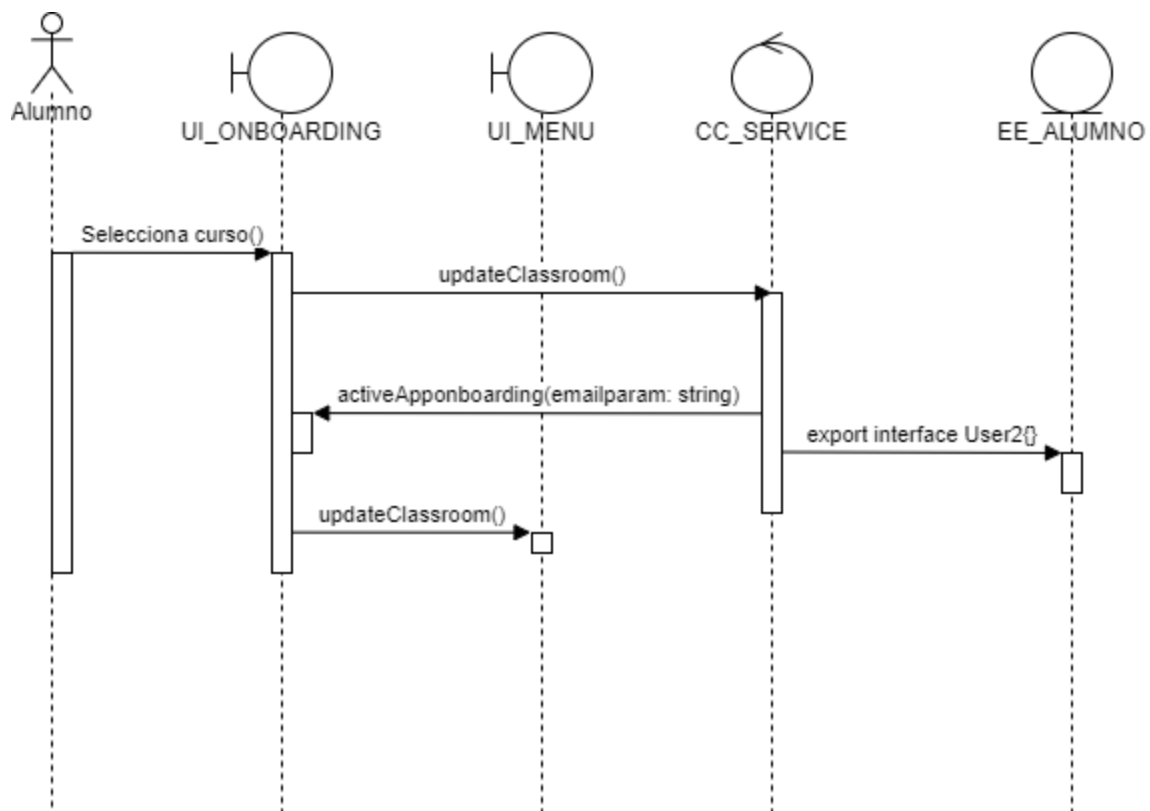 Alumno
UI_ONBOARDING
UI_MENU
CC_SERVICE
EE_ALUMNO
Selecciona curso()
updateClassroom()
activeApponboarding(emailparam: string)
export interface User2{}
updateClassroom()